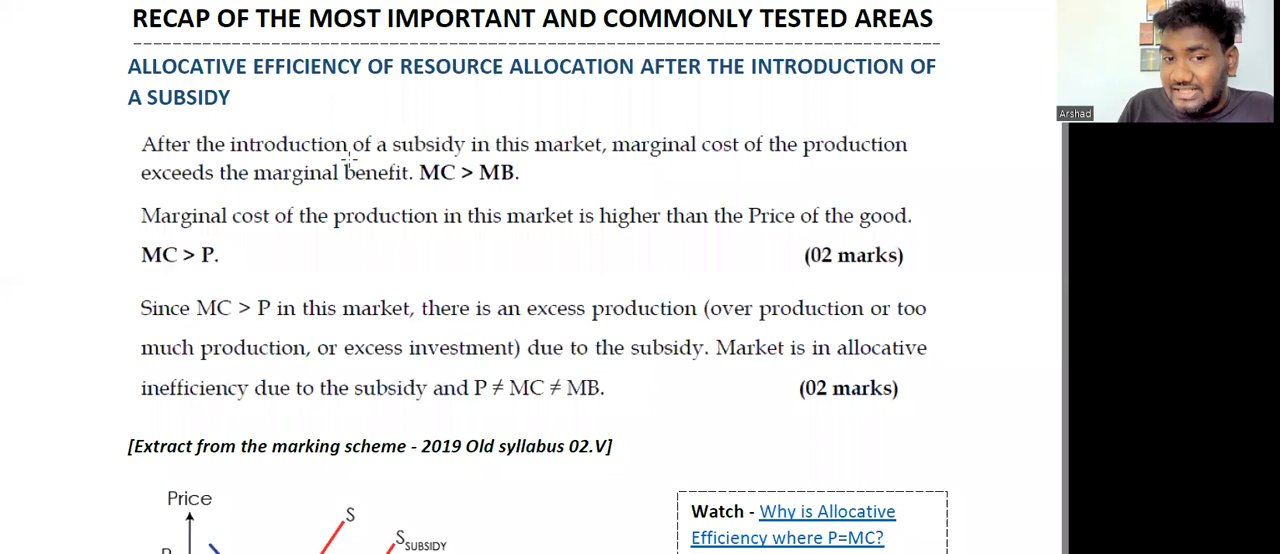 RECAP OF THE MOST IMPORTANT AND COMMONLY TESTED AREAS
ALLOCATIVE EFFICIENCY OF RESOURCE ALLOCATION AFTER THE INTRODUCTION OF
A SUBSIDY
After the introduction of a subsidy in this market, marginal cost of the production
exceeds the marginal benefit. MC > MB.
Marginal cost of the production in this market is higher than the Price of the good.
MC > P. (02 marks)
Since MC > P in this market, there is an excess production (over production or too
much production, or excess investment) due to the subsidy. Market is in allocative
inefficiency due to the subsidy and P ≠ MC ≠ MB. (02 marks)
[Extract from the marking scheme - 2019 Old syllabus 02.V]
Price
S
S SUBSIDY
Watch - Why is Allocative
Efficiency where P=MC?
Arshad